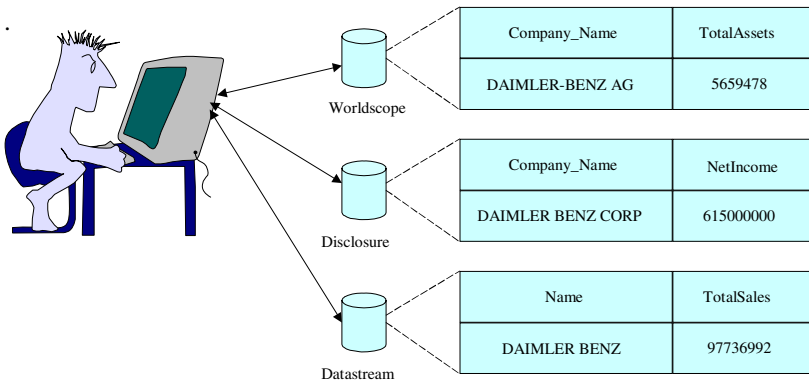 Company_Name TotalAssets
DAIMLER-BENZ AG 5659478
Worldscope
Company_Name NetIncome
DAIMLER BENZ CORP 615000000
Disclosure
Name TotalSales
DAIMLER BENZ 97736992
Datastream